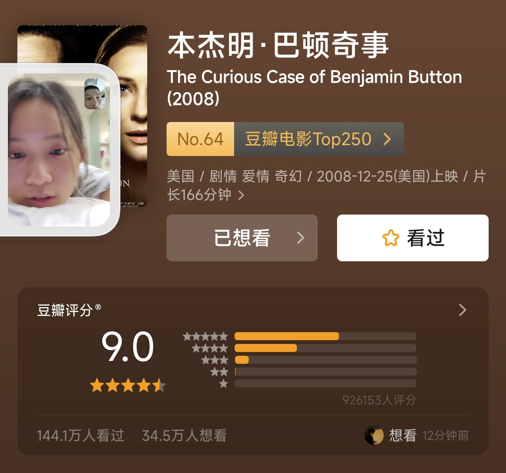 本杰明·巴顿奇事
The Curious Case of Benjamin Button
(2008)
No.64 豆瓣电影Top250 >
美国 / 剧情 爱情 奇幻 / 2008-12-25(美国)上映 / 片
长166分钟 >
已想看 > 看过
豆瓣评分® >
9.0
926153人评分
144.1万人看过 34.5万人想看 想看 12分钟前